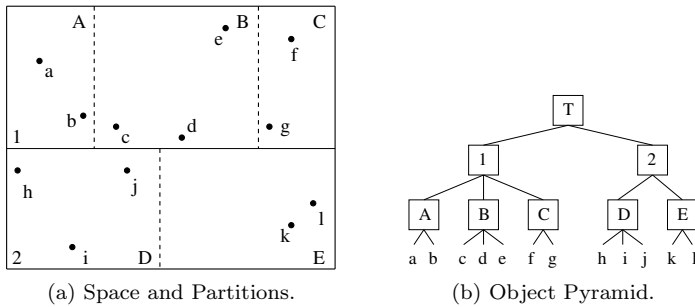 A B C
e
f
a
b
c
d
g
1
h
j
l
k
2 i D E
(a) Space and Partitions.
T
1 2
A B C D E
a b c d e f g h i j k l
(b) Object Pyramid.